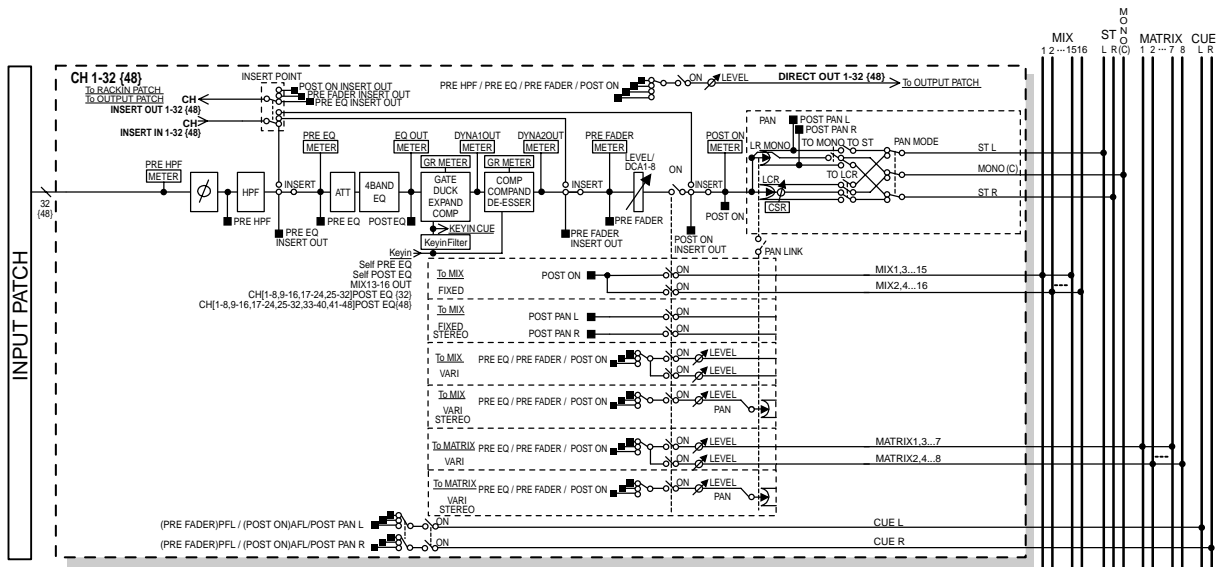 MONO(C)
MIX
ST
MATRIX
CUE
1 2 ··· 15 16
L R (C)
1 2 ··· 7 8
L R
INPUT PATCH
32
{48}
CH 1-32 {48}
To RACKIN PATCH
To OUTPUT PATCH
CH
INSERT OUT 1-32 {48}
CH
INSERT IN 1-32 {48}
INSERT POINT
POST ON INSERT OUT
PRE FADER INSERT OUT
PRE EQ INSERT OUT
PRE HPF / PRE EQ / PRE FADER / POST ON
ON
LEVEL
DIRECT OUT 1-32 {48}
To OUTPUT PATCH
PRE HPF
METER
Ø
PRE HPF
HPF
INSERT
PRE EQ
INSERT OUT
PRE EQ
METER
PRE EQ
ATT
4BAND
EQ
EQ OUT
METER
POST EQ
DYNA1OUT
METER
GR METER
GATE
DUCK
EXPAND
COMP
KEYIN CUE
KeyinFilter
Keyin
DYNA2OUT
METER
GR METER
COMP
COMPAND
DE-ESSER
INSERT
PRE FADER
INSERT OUT
PRE FADER
METER
PRE FADER
LEVEL/
DCA1-8
ON
INSERT
POST ON
INSERT OUT
POST ON
METER
POST ON
PAN
POST PAN L
POST PAN R
LR MONO
TO MONO TO ST
PAN MODE
LCR
TO LCR
CSR
ST L
MONO (C)
ST R
PAN LINK
Self PRE EQ
Self POST EQ
MIX13-16 OUT
CH[1-8,9-16,17-24,25-32]POST EQ {32}
CH[1-8,9-16,17-24,25-32,33-40,41-48]POST EQ{48}
To MIX
FIXED
POST ON
ON
MIX1,3...15
MIX2,4...16
To MIX
FIXED
STEREO
POST PAN L
ON
POST PAN R
ON
To MIX
VARI
PRE EQ / PRE FADER / POST ON
ON
LEVEL
ON
LEVEL
To MIX
VARI
STEREO
PRE EQ / PRE FADER / POST ON
ON
LEVEL
PAN
To MATRIX
VARI
PRE EQ / PRE FADER / POST ON
ON
LEVEL
MATRIX1,3...7
ON
LEVEL
MATRIX2,4...8
To MATRIX
VARI
STEREO
PRE EQ / PRE FADER / POST ON
ON
LEVEL
PAN
(PRE FADER)PFL / (POST ON)AFL/POST PAN L
ON
CUE L
(PRE FADER)PFL / (POST ON)AFL/POST PAN R
ON
CUE R